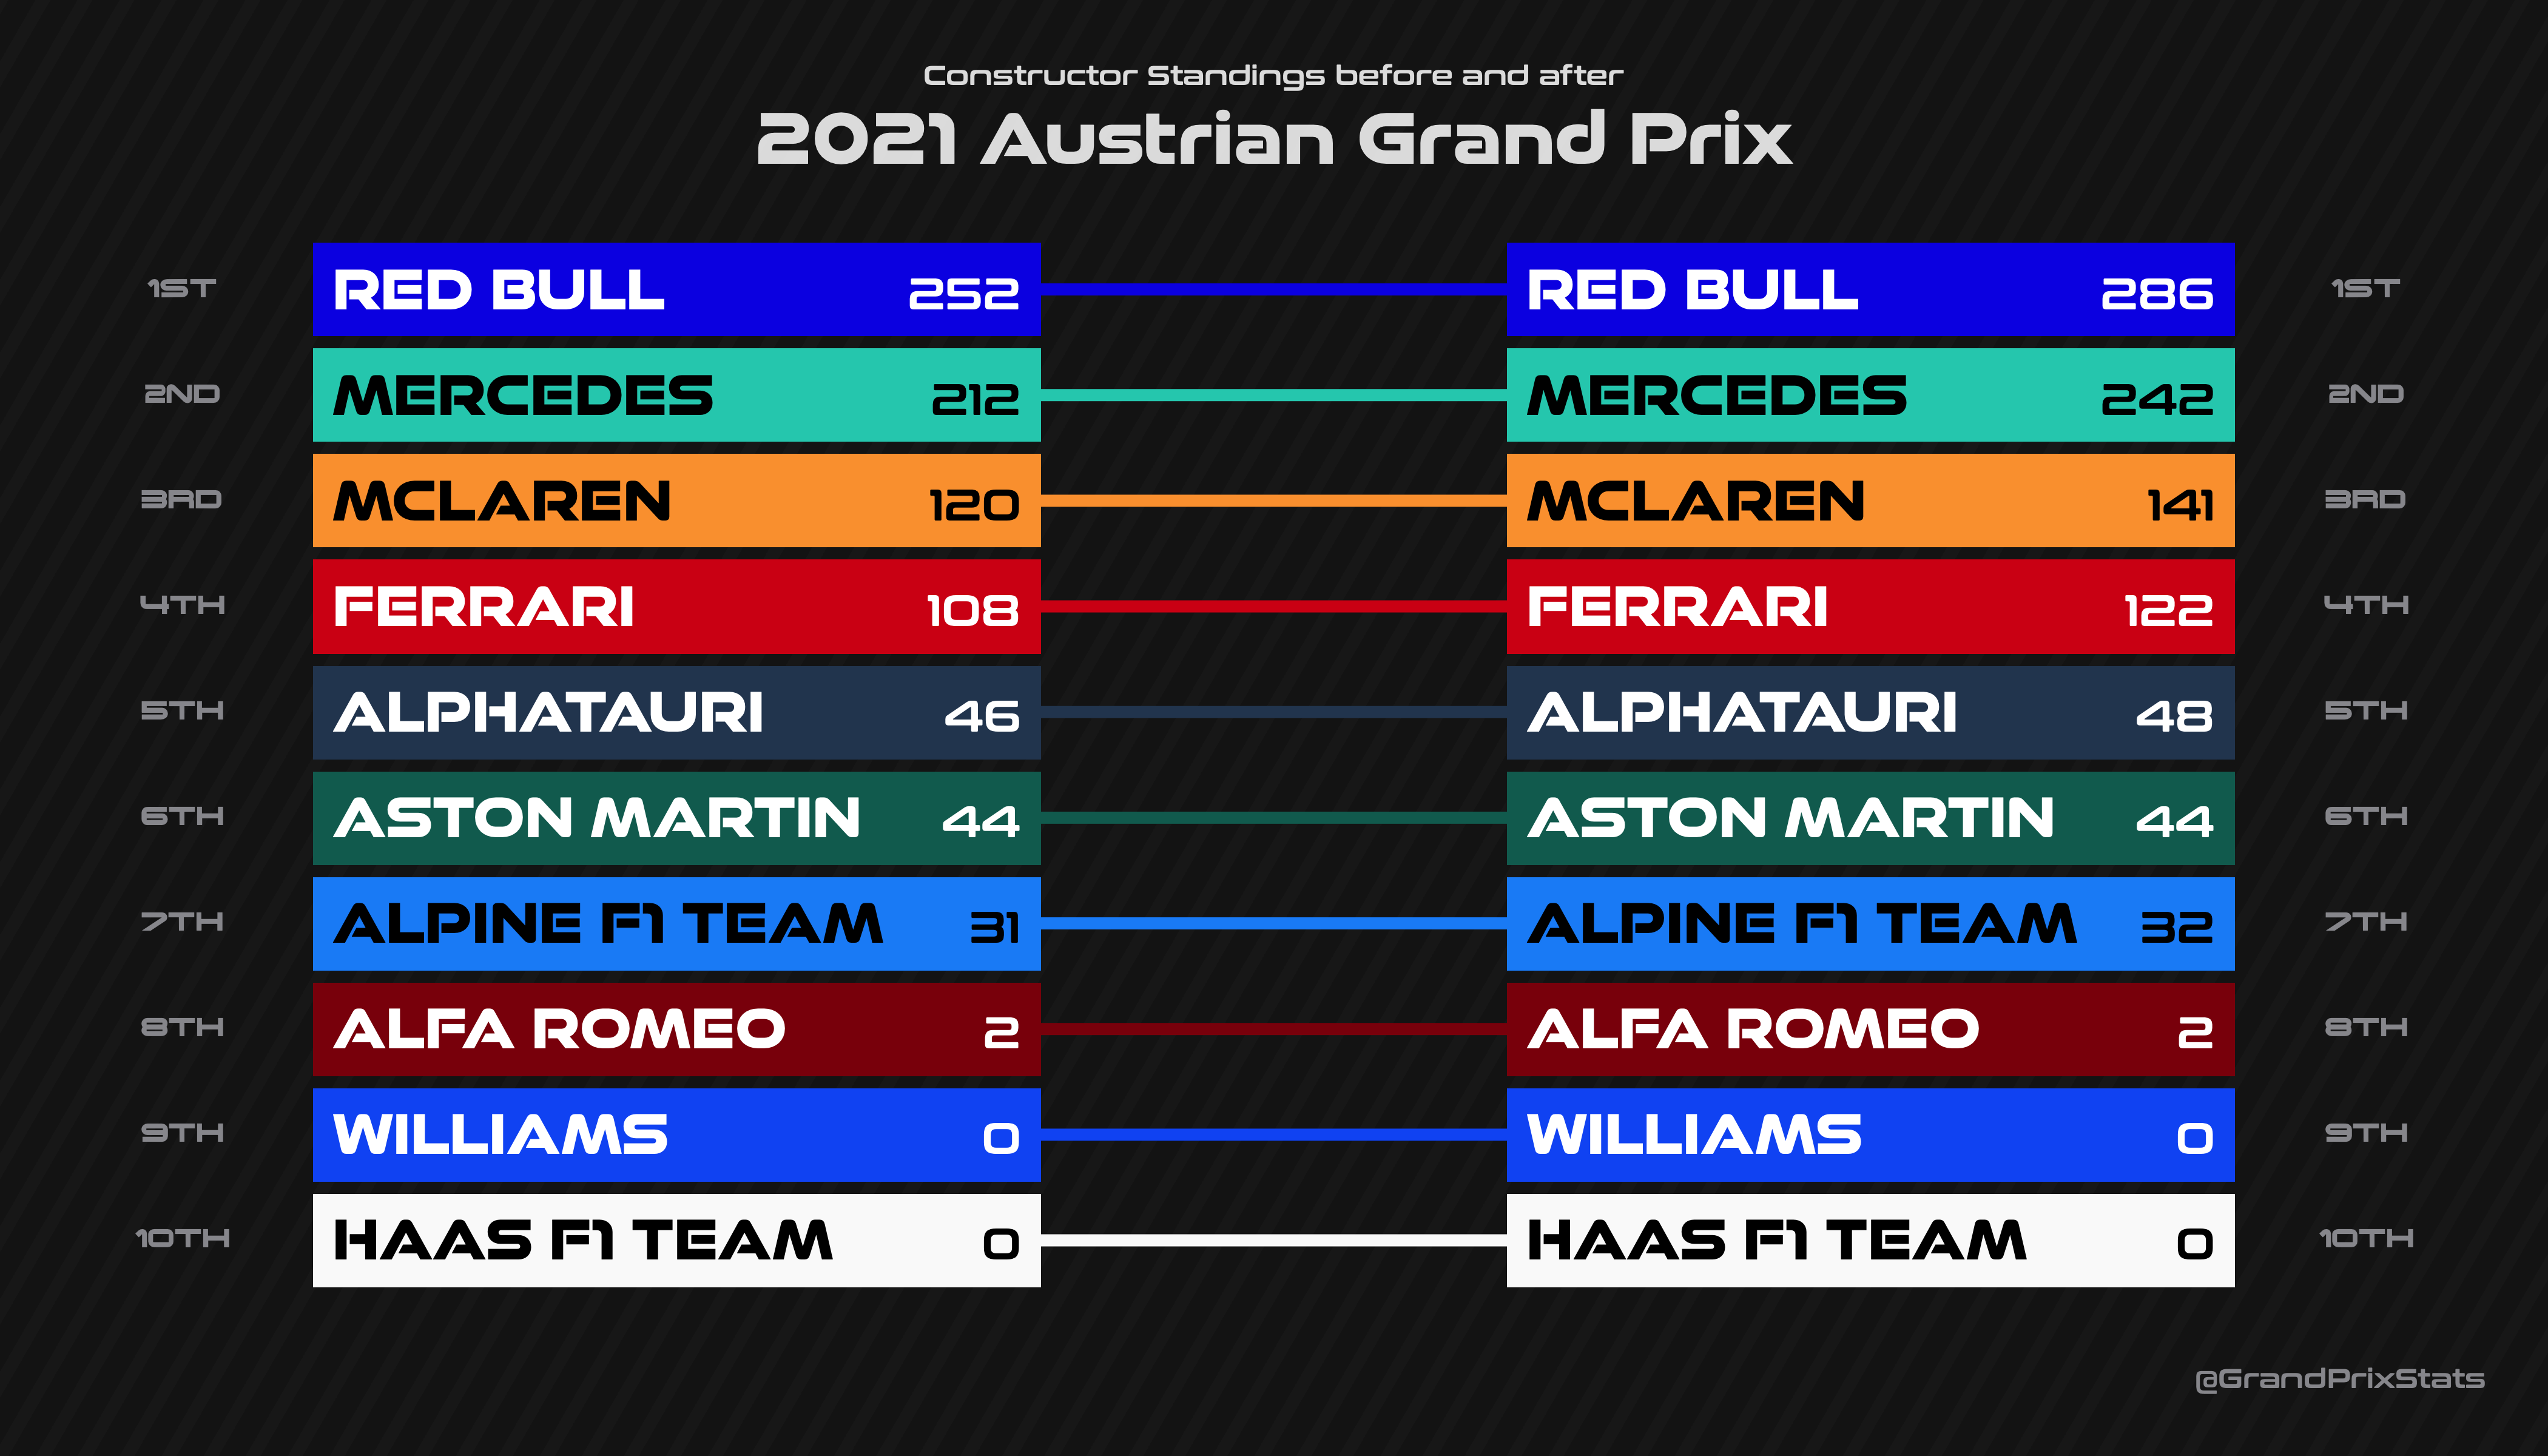 Constructor Standings before and after
2021 Austrian Grand Prix
1ST RED BULL 252 RED BULL 286 1ST
2ND MERCEDES 212 MERCEDES 242 2ND
3RD MCLAREN 120 MCLAREN 141 3RD
4TH FERRARI 108 FERRARI 122 4TH
5TH ALPHATAURI 46 ALPHATAURI 48 5TH
6TH ASTON MARTIN 44 ASTON MARTIN 44 6TH
7TH ALPINE F1 TEAM 31 ALPINE F1 TEAM 32 7TH
8TH ALFA ROMEO 2 ALFA ROMEO 2 8TH
9TH WILLIAMS 0 WILLIAMS 0 9TH
10TH HAAS F1 TEAM 0 HAAS F1 TEAM 0 10TH
@GrandPrixStats